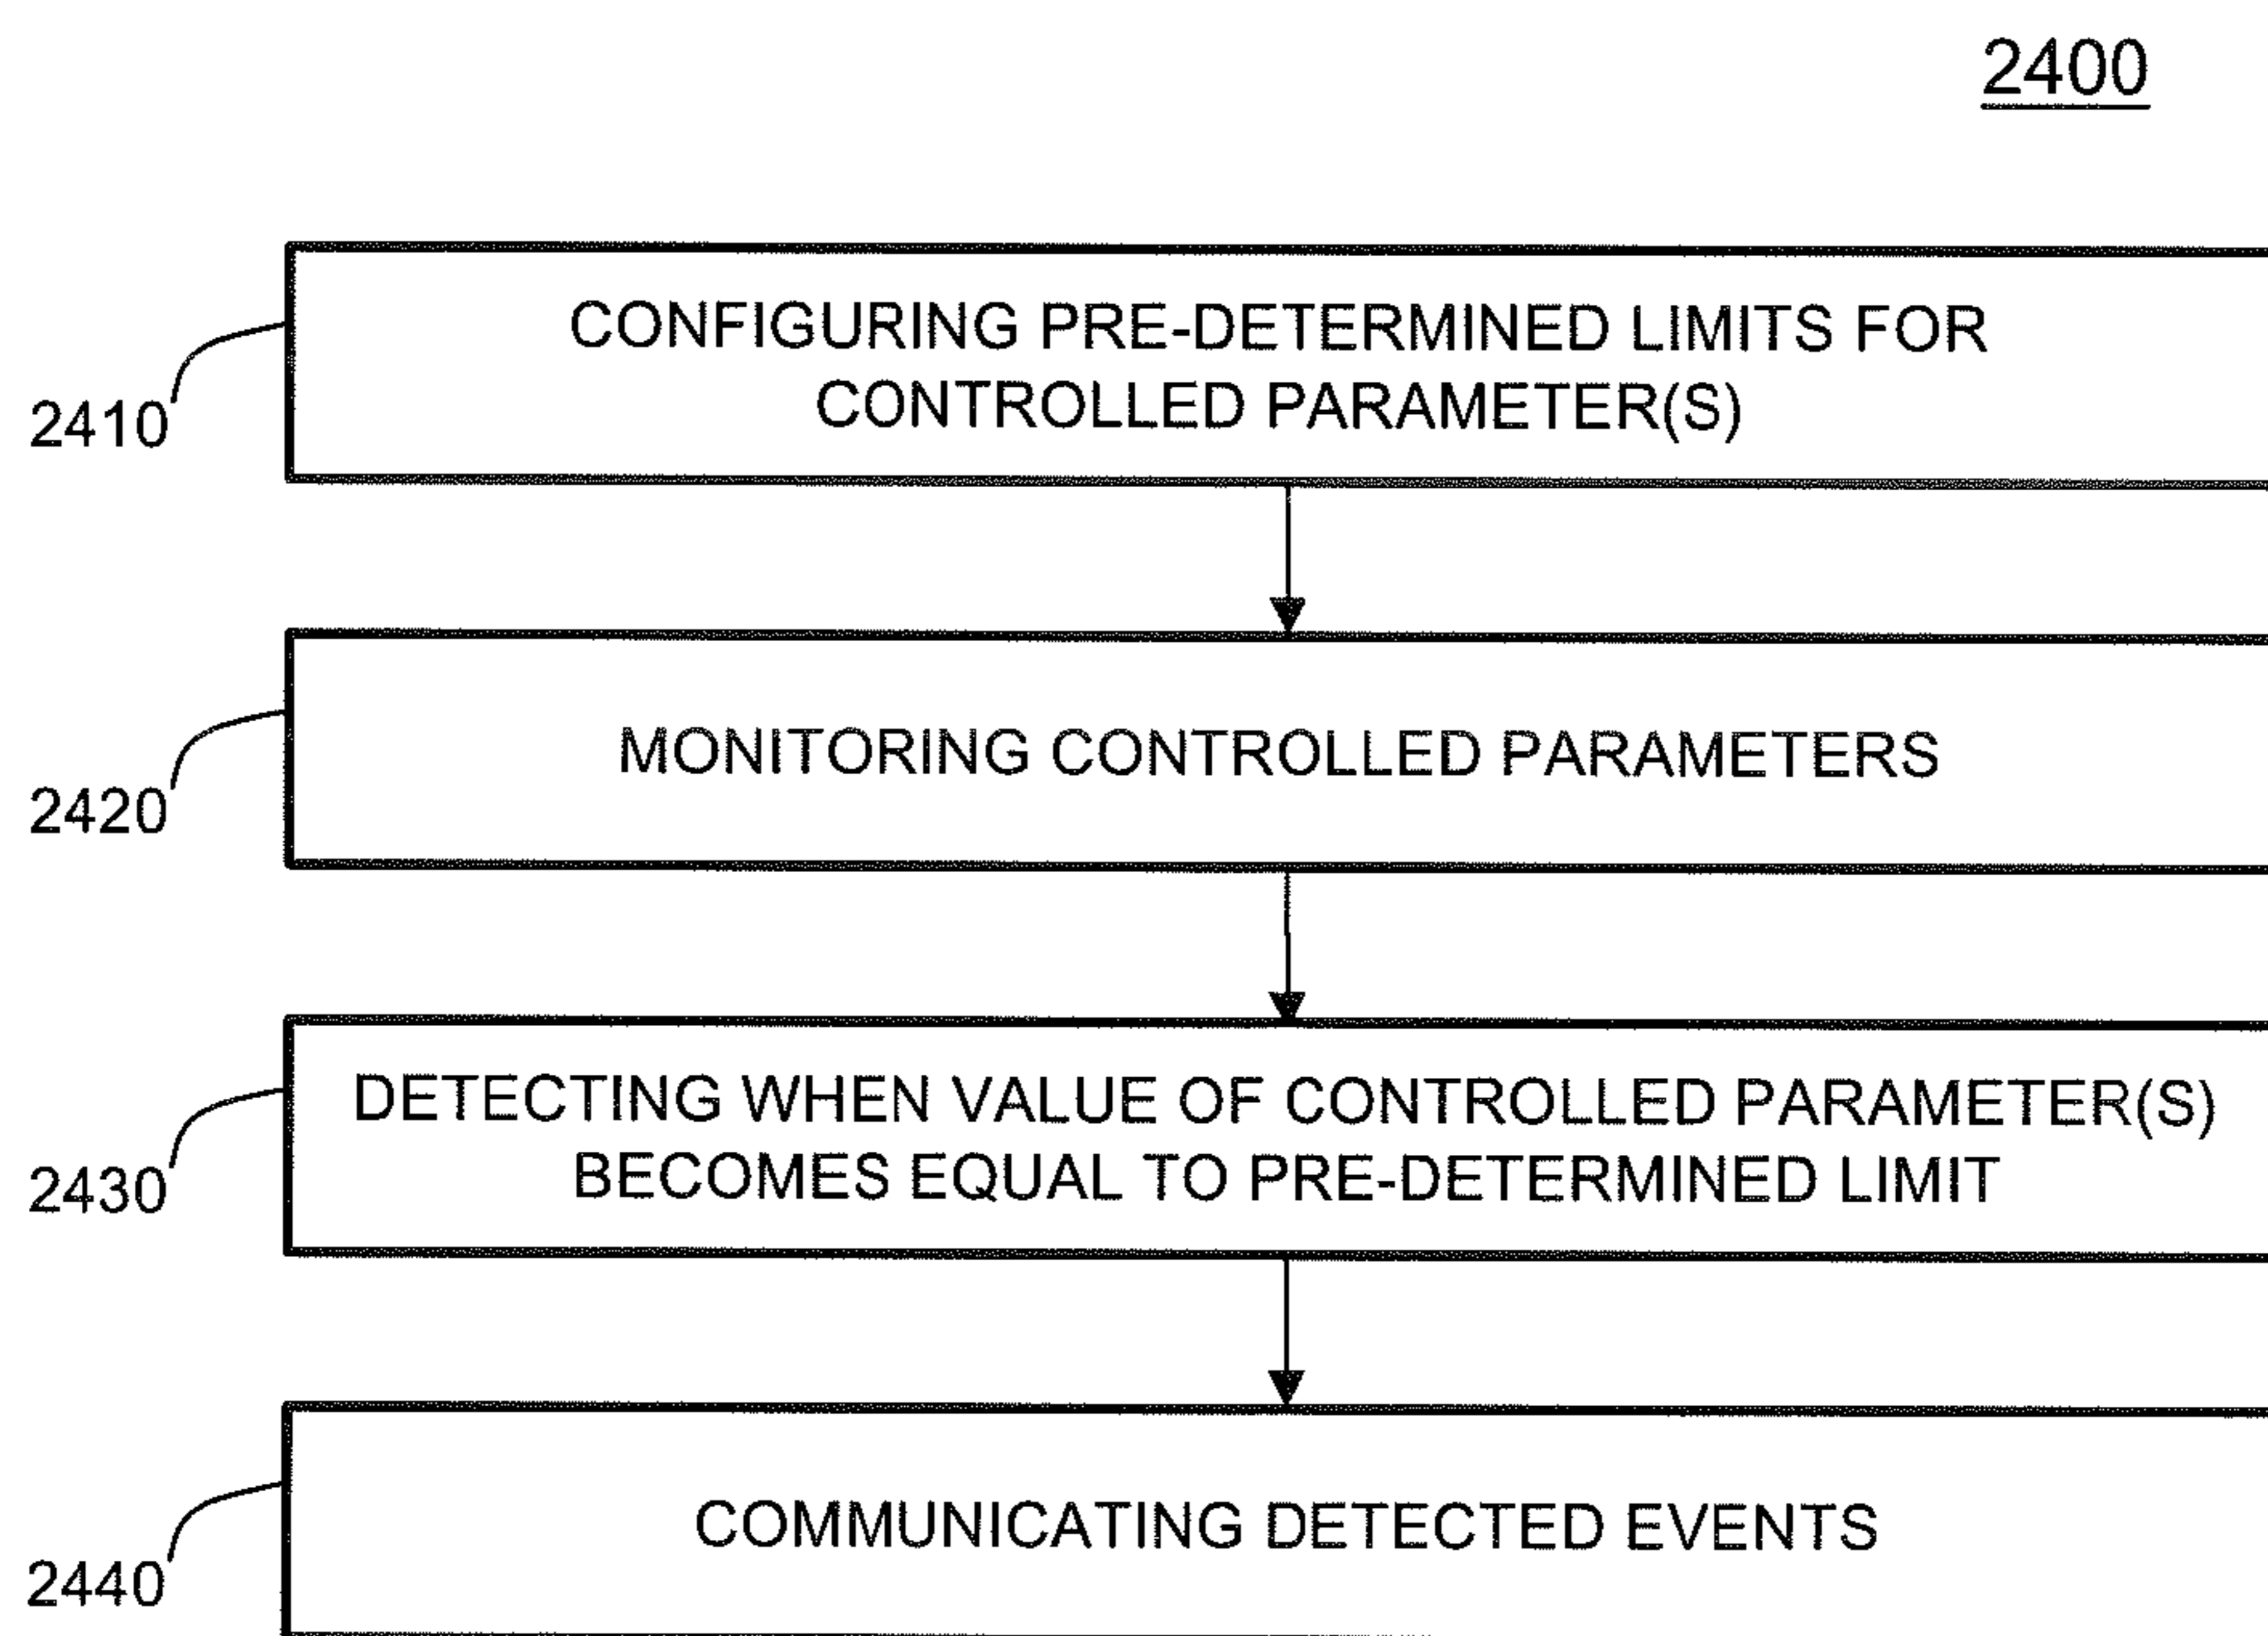 2400
CONFIGURING PRE-DETERMINED LIMITS FOR
CONTROLLED PARAMETER(S)
2410
MONITORING CONTROLLED PARAMETERS
2420
DETECTING WHEN VALUE OF CONTROLLED PARAMETER(S)
BECOMES EQUAL TO PRE-DETERMINED LIMIT
2430
COMMUNICATING DETECTED EVENTS
2440